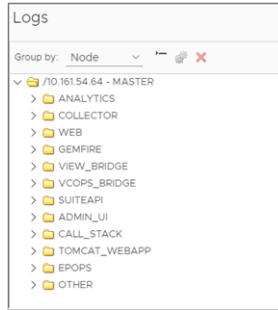 Logs
Group by: Node
/10.161.54.64 - MASTER
ANALYTICS
COLLECTOR
WEB
GEMFIRE
VIEW_BRIDGE
VCOPS_BRIDGE
SUITEAPI
ADMIN_UI
CALL_STACK
TOMCAT_WEBAPP
EPOPS
OTHER